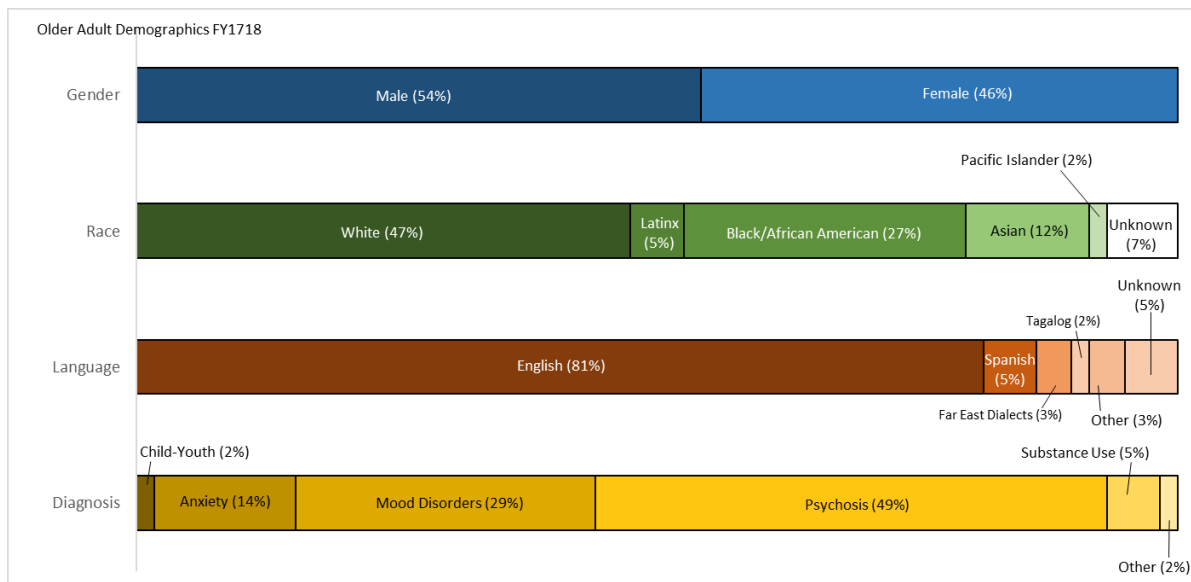 Older Adult Demographics FY1718
Gender
Male (54%)
Female (46%)
Pacific Islander (2%)
Race
White (47%)
Latinx
(5%)
Black/African American (27%)
Asian (12%)
Unknown
(7%)
Unknown
(5%)
Tagalog (2%)
Language
English (81%)
Spanish
(5%)
Far East Dialects (3%)
Other (3%)
Child-Youth (2%)
Substance Use (5%)
Diagnosis
Anxiety (14%)
Mood Disorders (29%)
Psychosis (49%)
Other (2%)